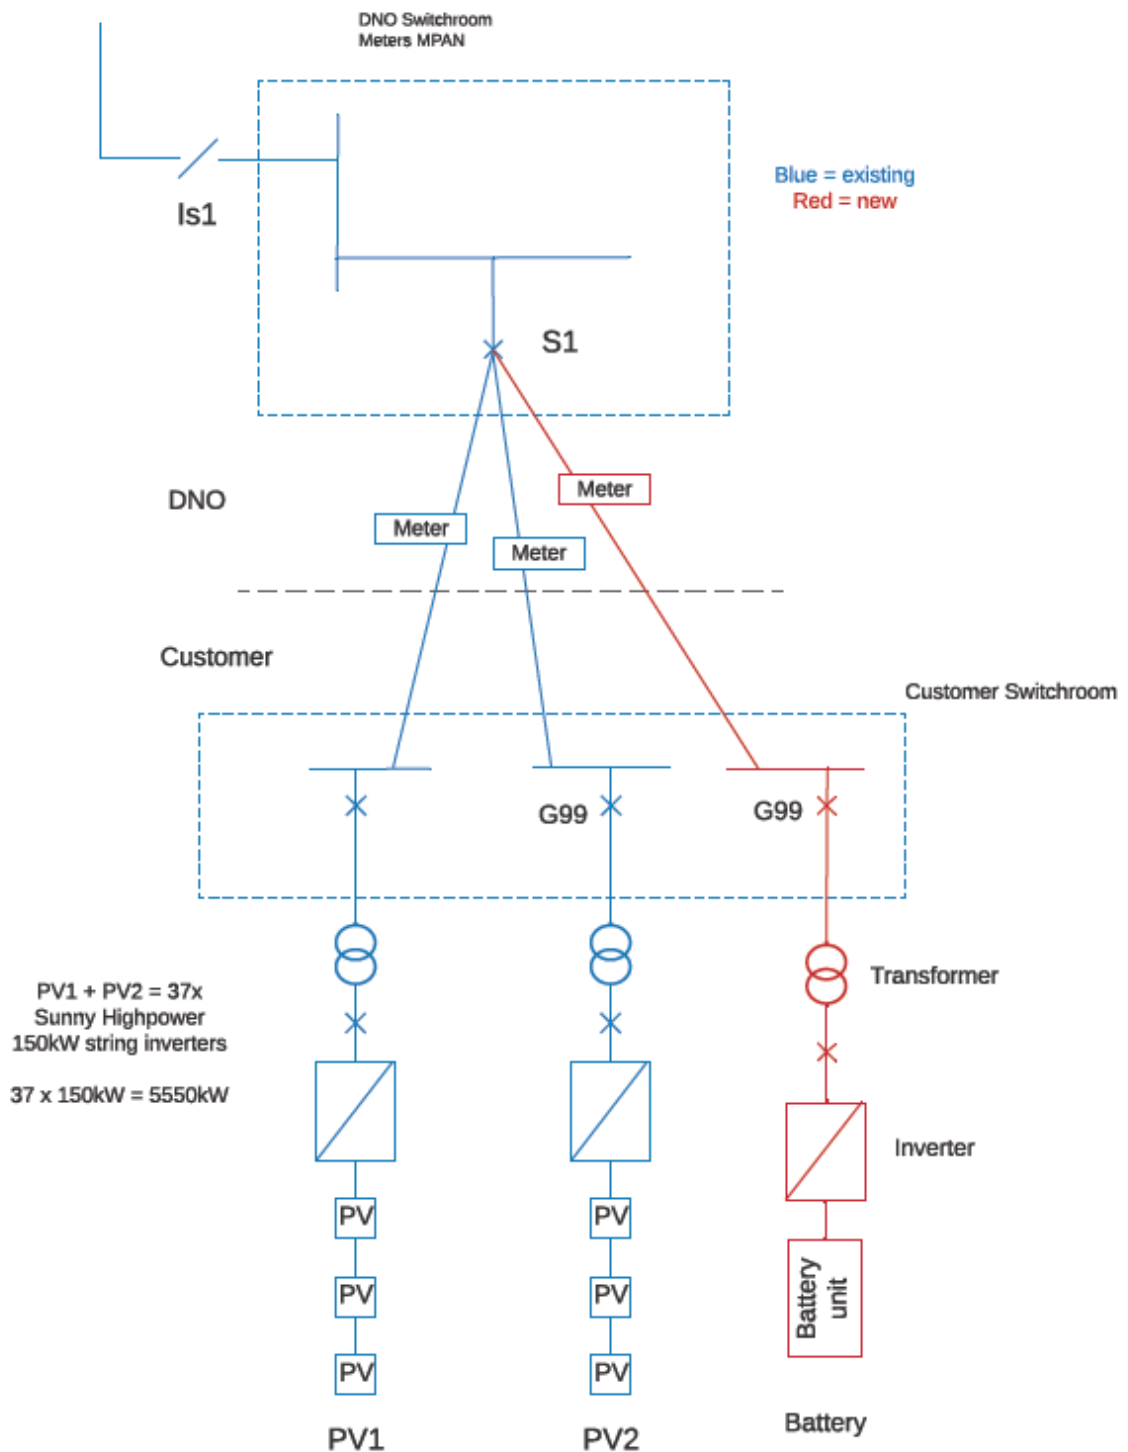 DNO Switchroom
Meters MPAN
Blue = existing
Red = new
Is1
S1
Meter
DNO
Meter
Meter
Customer
Customer Switchroom
G99
G99
Transformer
PV1 + PV2 = 37x
Sunny Highpower
150kW string inverters
37 x 150kW = 5550kW
Inverter
PV
PV
PV
PV
Battery
unit
PV
PV
Battery
PV1
PV2